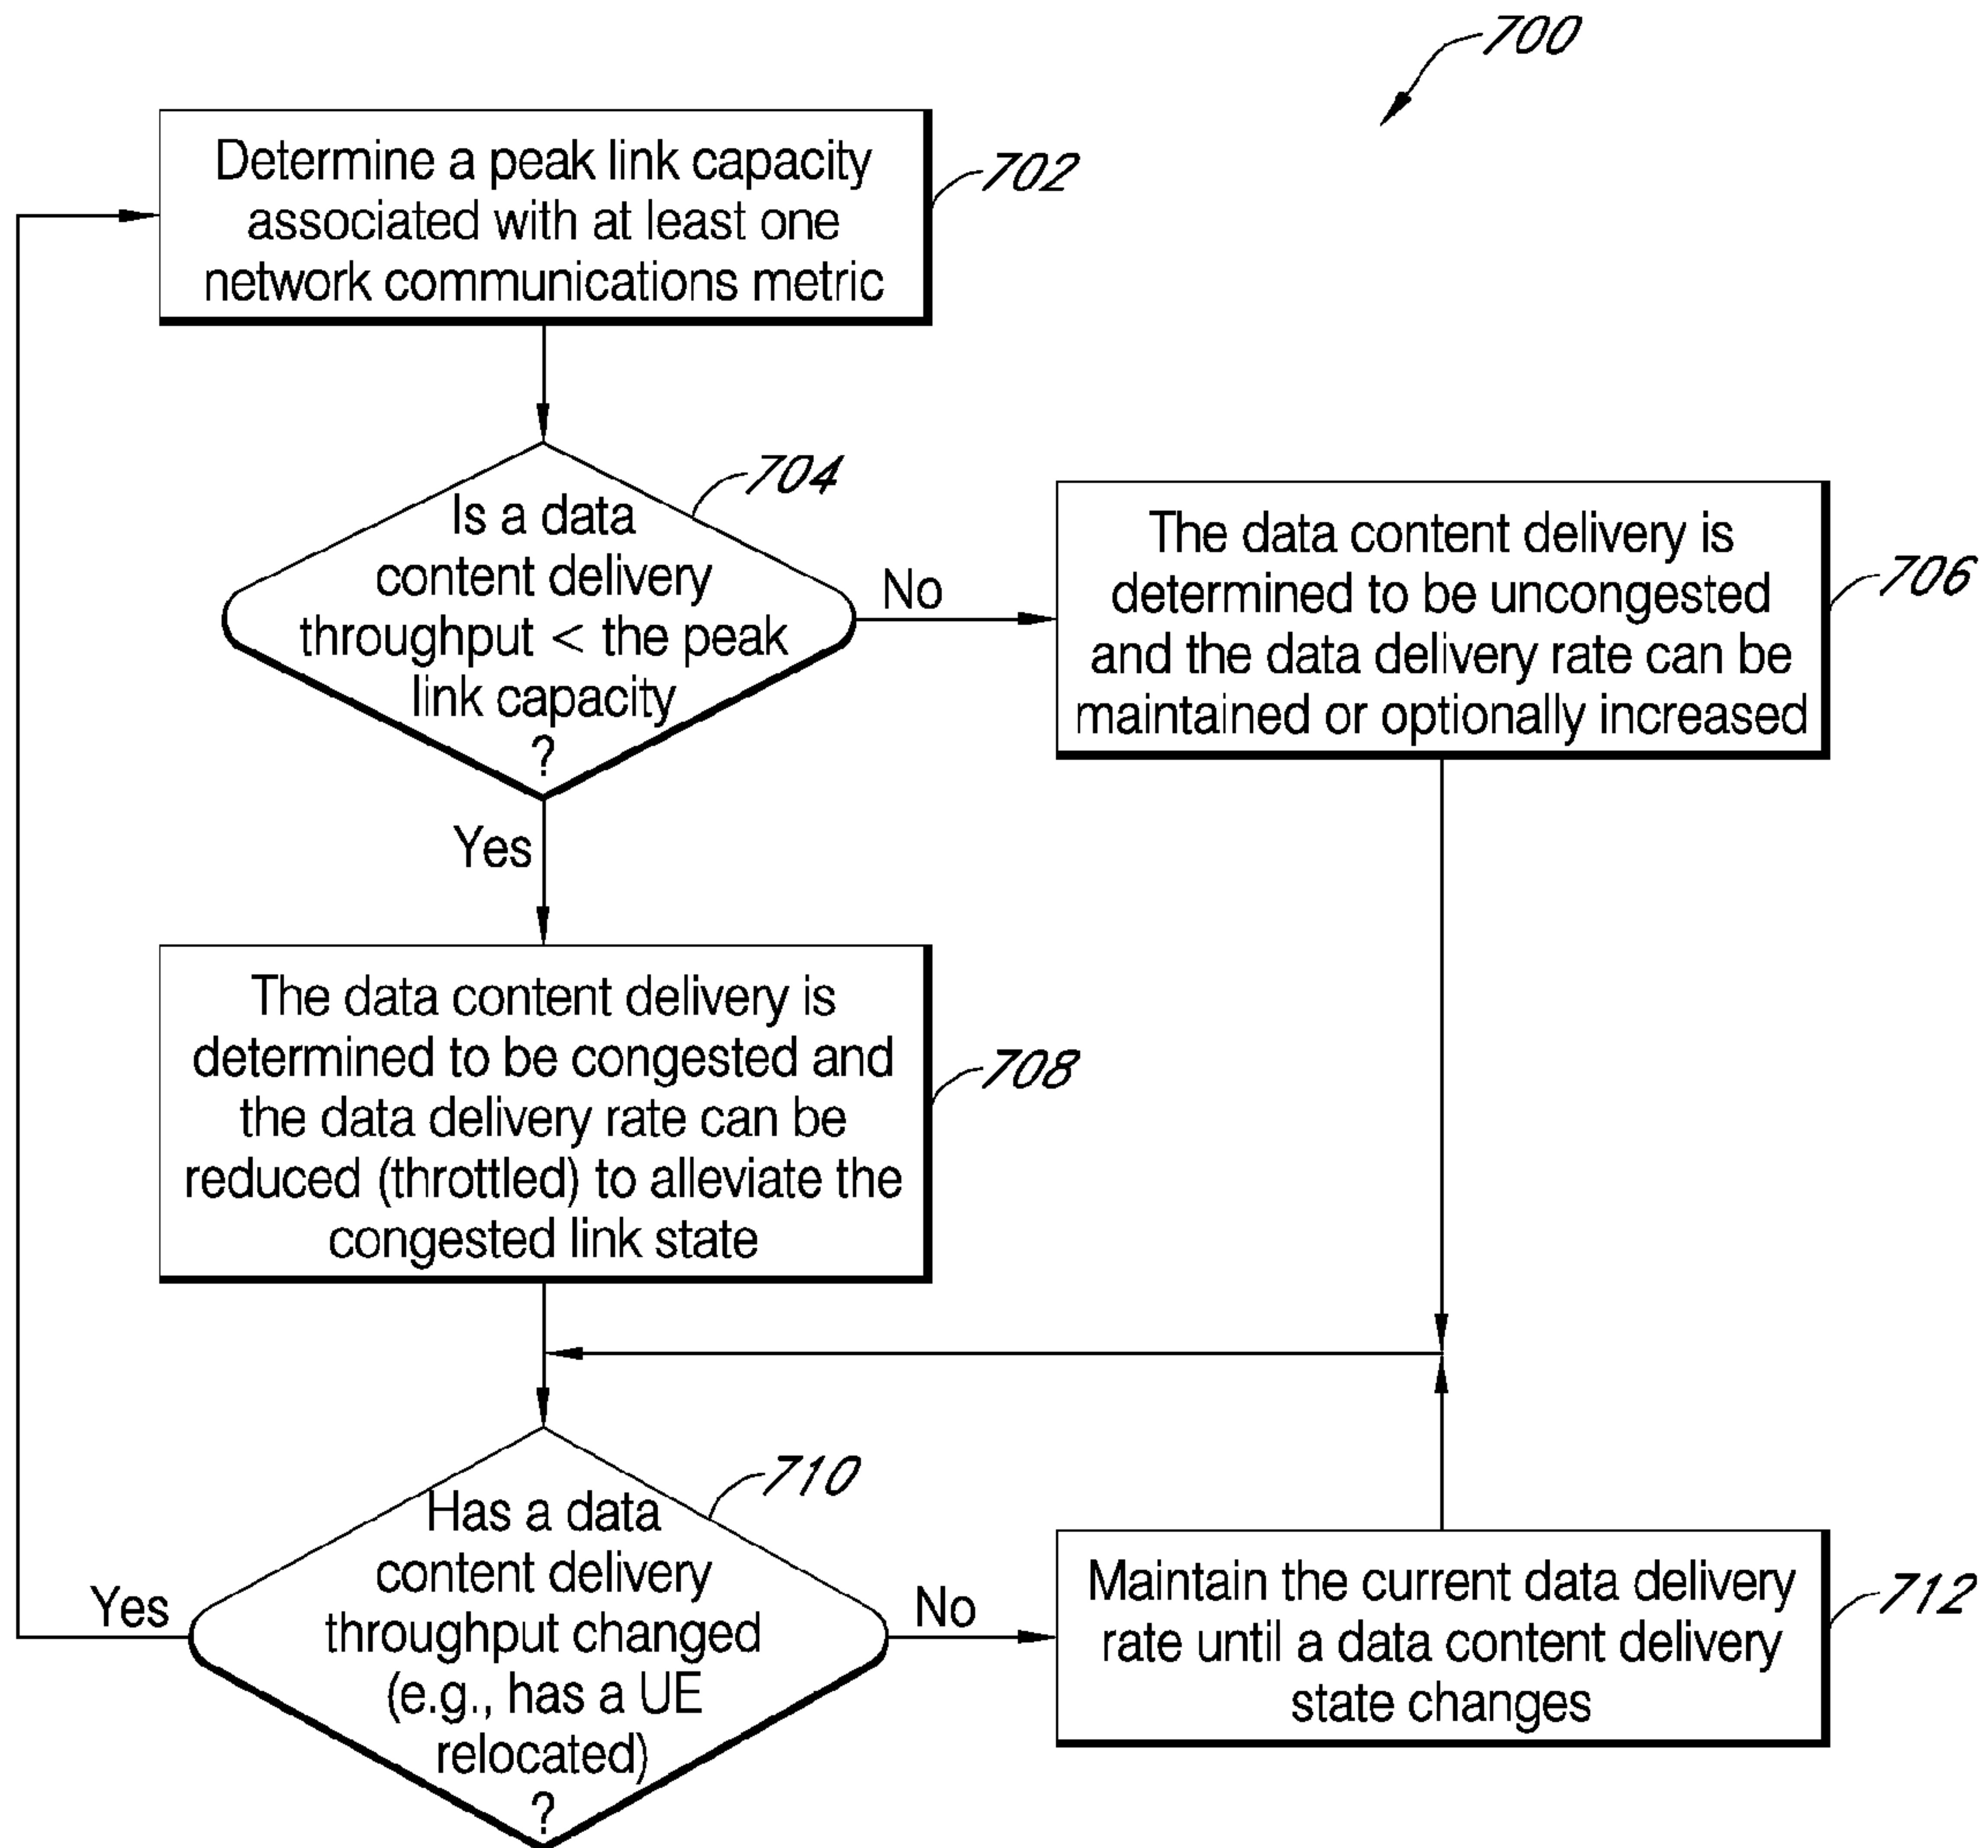 700
Determine a peak link capacity
associated with at least one
network communications metric
702
704
Is a data
content delivery
throughput < the peak
link capacity
?
No
The data content delivery is
determined to be uncongested
and the data delivery rate can be
maintained or optionally increased
706
Yes
The data content delivery is
determined to be congested and
the data delivery rate can be
reduced (throttled) to alleviate the
congested link state
708
710
Has a data
content delivery
throughput changed
(e.g., has a UE
relocated)
?
Yes
No
Maintain the current data delivery
rate until a data content delivery
state changes
712